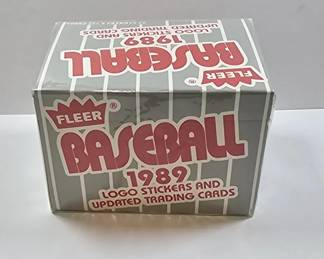 UPDATED TRADING CARDS
LOGO STICKERS AND
1989
BASEBALL
FLEER ®
FLEER ®
BASEBALL
1989
LOGO STICKERS AND
UPDATED TRADING CARDS